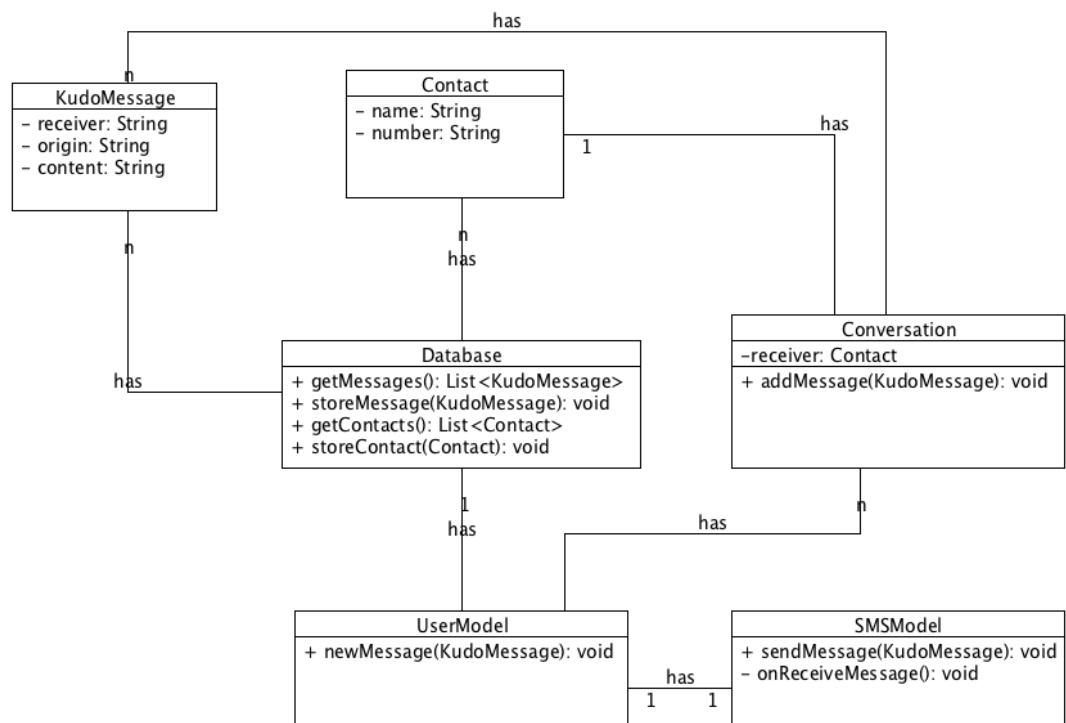 has
n
KudoMessage
– receiver: String
– origin: String
– content: String
n
has
Contact
– name: String
– number: String
1
has
n
has
Database
+ getMessages(): List<KudoMessage>
+ storeMessage(KudoMessage): void
+ getContacts(): List<Contact>
+ storeContact(Contact): void
1
has
Conversation
–receiver: Contact
+ addMessage(KudoMessage): void
n
has
UserModel
+ newMessage(KudoMessage): void
has
1
1
SMSModel
+ sendMessage(KudoMessage): void
– onReceiveMessage(): void